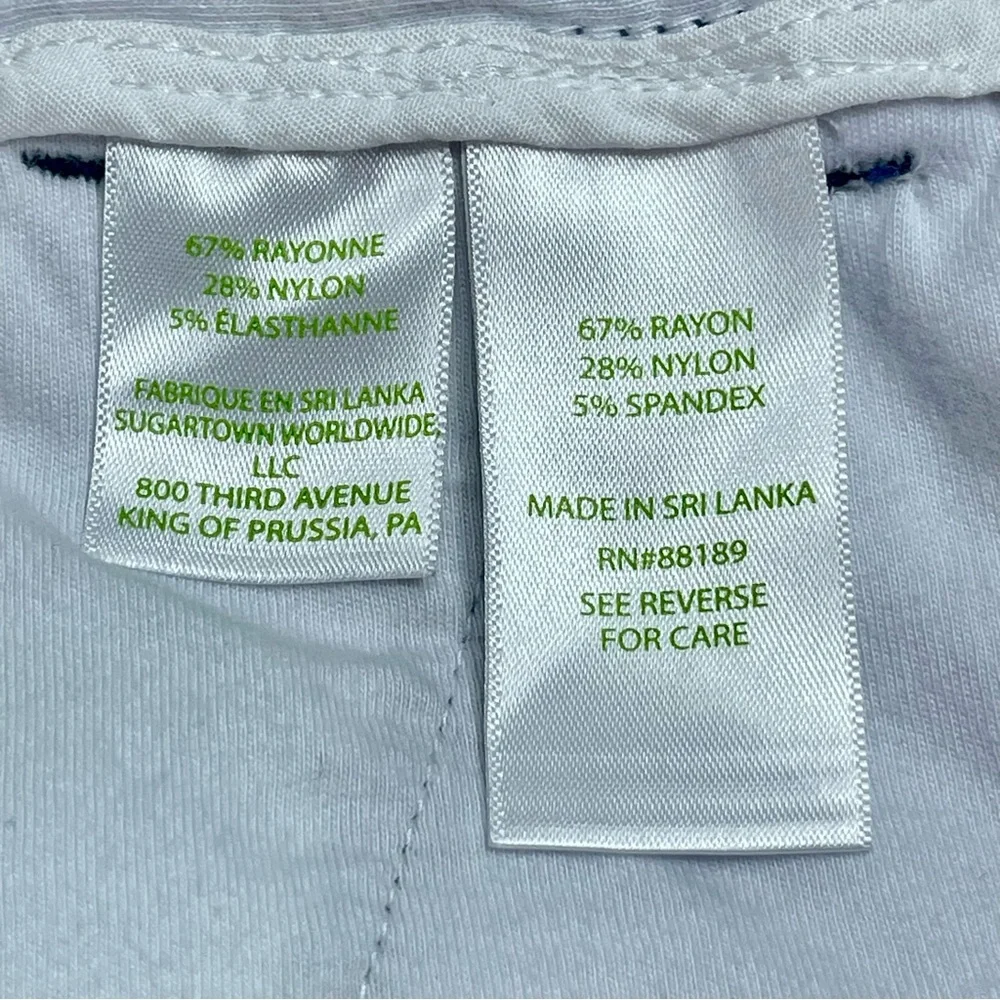 67% RAYONNE
28% NYLON
5% ÉLASTHANNE
FABRIQUE EN SRI LANKA
SUGARTOWN WORLDWIDE,
LLC
800 THIRD AVENUE
KING OF PRUSSIA, PA
67% RAYON
28% NYLON
5% SPANDEX
MADE IN SRI LANKA
RN#88189
SEE REVERSE
FOR CARE